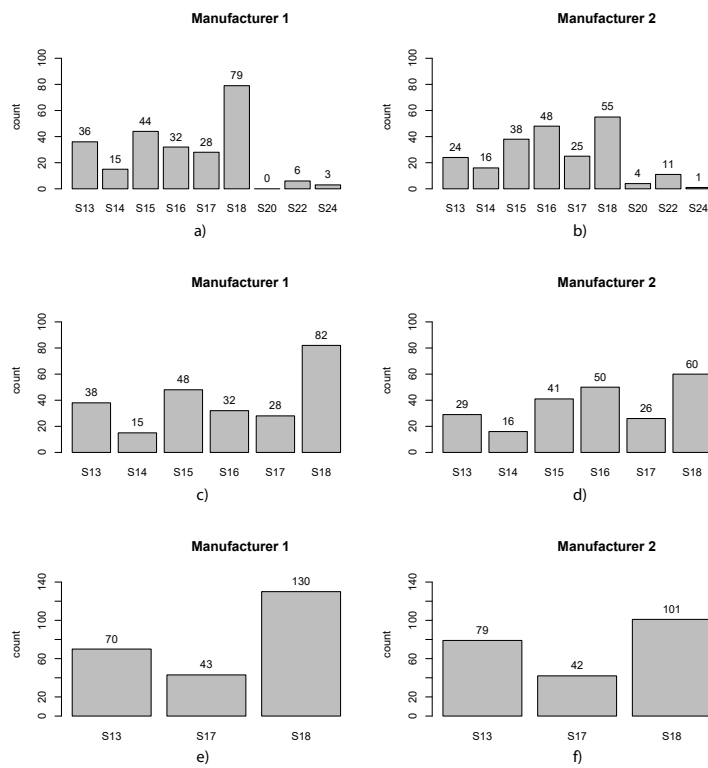 Manufacturer 1
count
0 20 40 60 80 100
36 15 44 32 28 79 0 6 3
S13 S14 S15 S16 S17 S18 S20 S22 S24
a)
Manufacturer 2
count
0 20 40 60 80 100
24 16 38 48 25 55 4 11 1
S13 S14 S15 S16 S17 S18 S20 S22 S24
b)
Manufacturer 1
count
0 20 40 60 80 100
38 15 48 32 28 82
S13 S14 S15 S16 S17 S18
c)
Manufacturer 2
count
0 20 40 60 80 100
29 16 41 50 26 60
S13 S14 S15 S16 S17 S18
d)
Manufacturer 1
count
0 20 60 100 140
70 43 130
S13 S17 S18
e)
Manufacturer 2
count
0 20 60 100 140
79 42 101
S13 S17 S18
f)